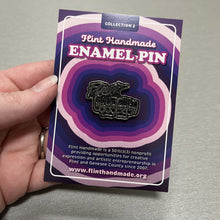 COLLECTION 2
Flint Handmade
ENAMEL PIN
Flint
Flint Handmade is a 501(c)3 nonprofit
providing opportunities for creative
expression and artistic entrepreneurship in
Flint and Genesee County since 2007.
www.flinthandmade.org